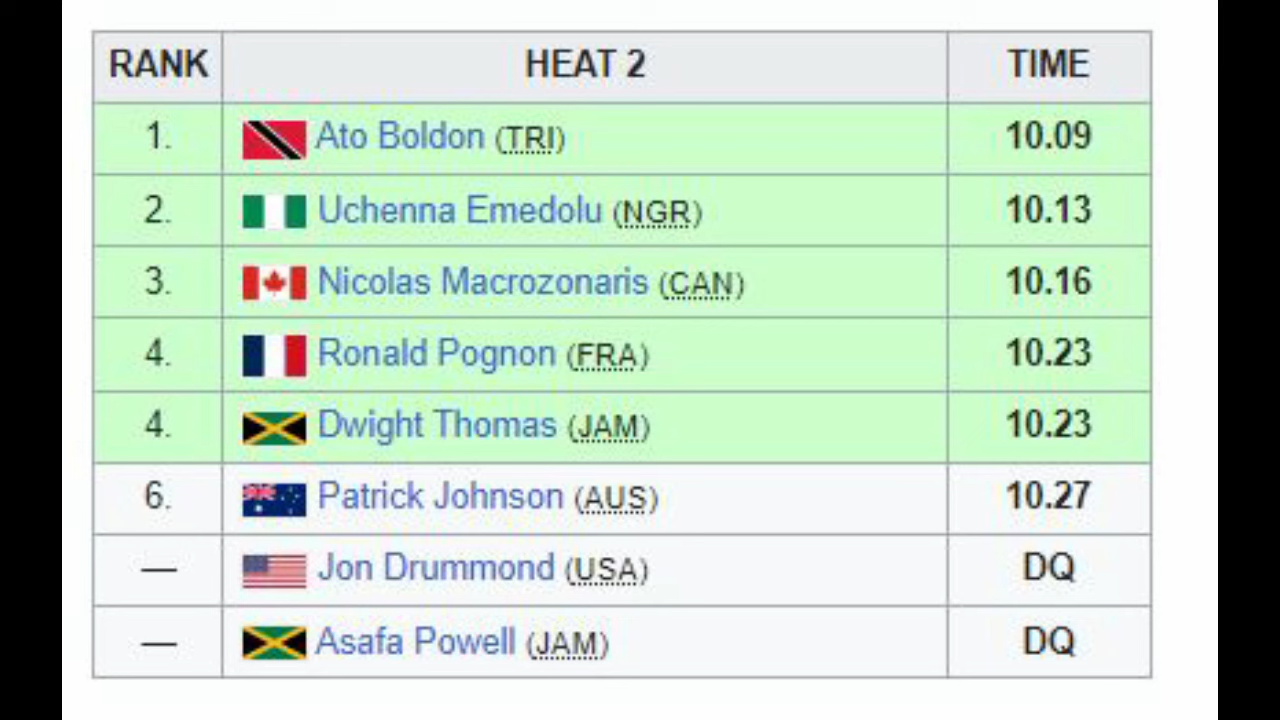 RANK HEAT 2 TIME
1. Ato Boldon (TRI) 10.09
2. Uchenna Emedolu (NGR) 10.13
3. Nicolas Macrozonaris (CAN) 10.16
4. Ronald Pognon (FRA) 10.23
4. Dwight Thomas (JAM) 10.23
6. Patrick Johnson (AUS) 10.27
— Jon Drummond (USA) DQ
— Asafa Powell (JAM) DQ